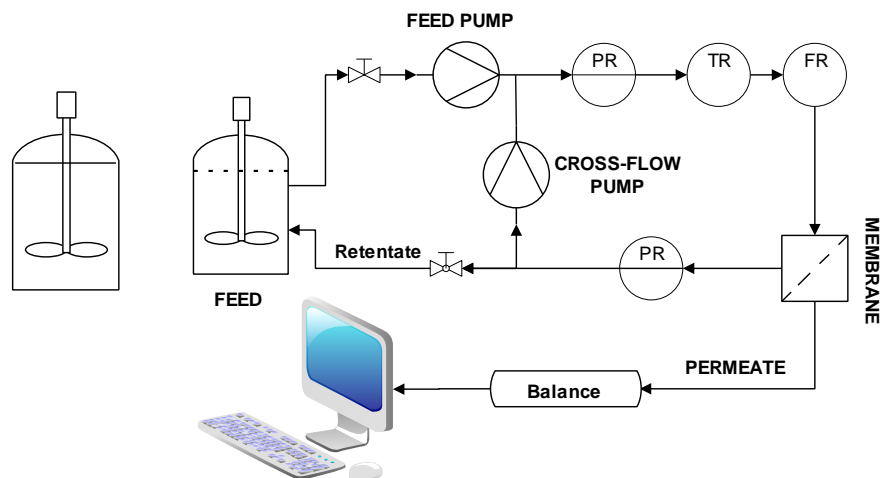 FEED PUMP
PR
TR
FR
CROSS-FLOW
PUMP
Retentate
PR
MEMBRANE
FEED
PERMEATE
Balance